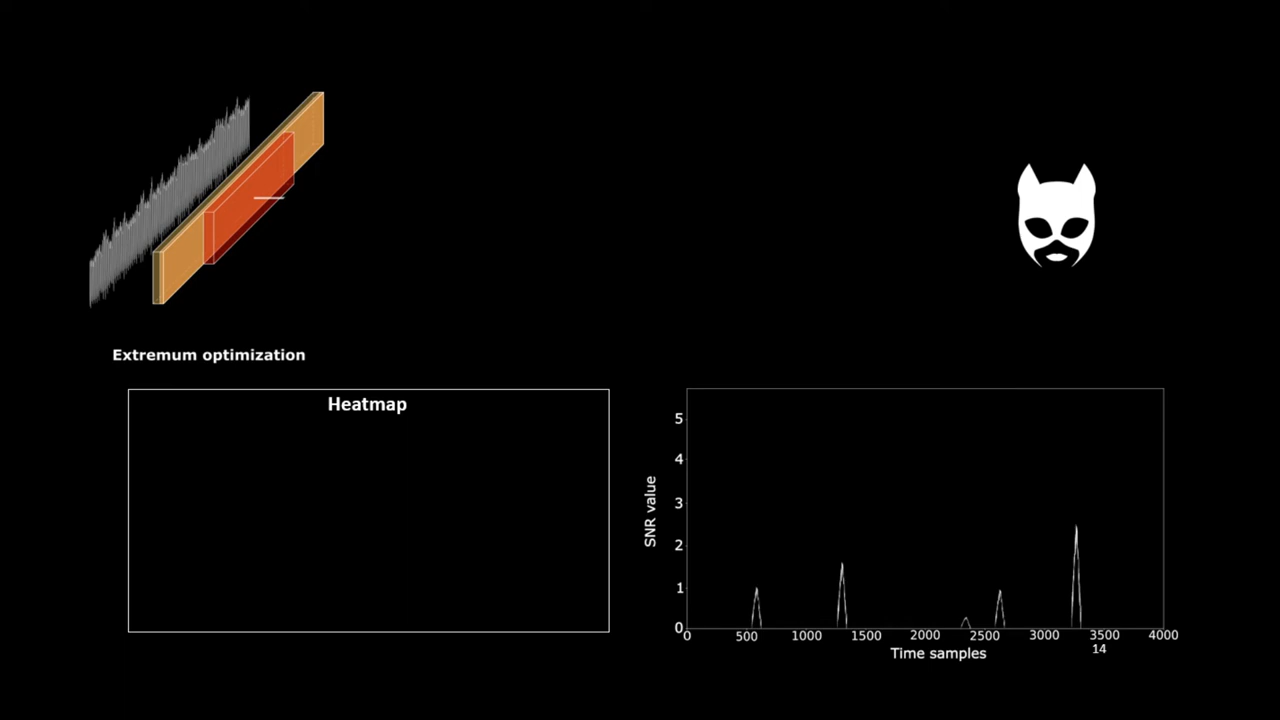 Extremum optimization
Heatmap
5
4
3
2
1
0
SNR value
0 500 1000 1500 2000 2500 3000 3500 4000
Time samples
14